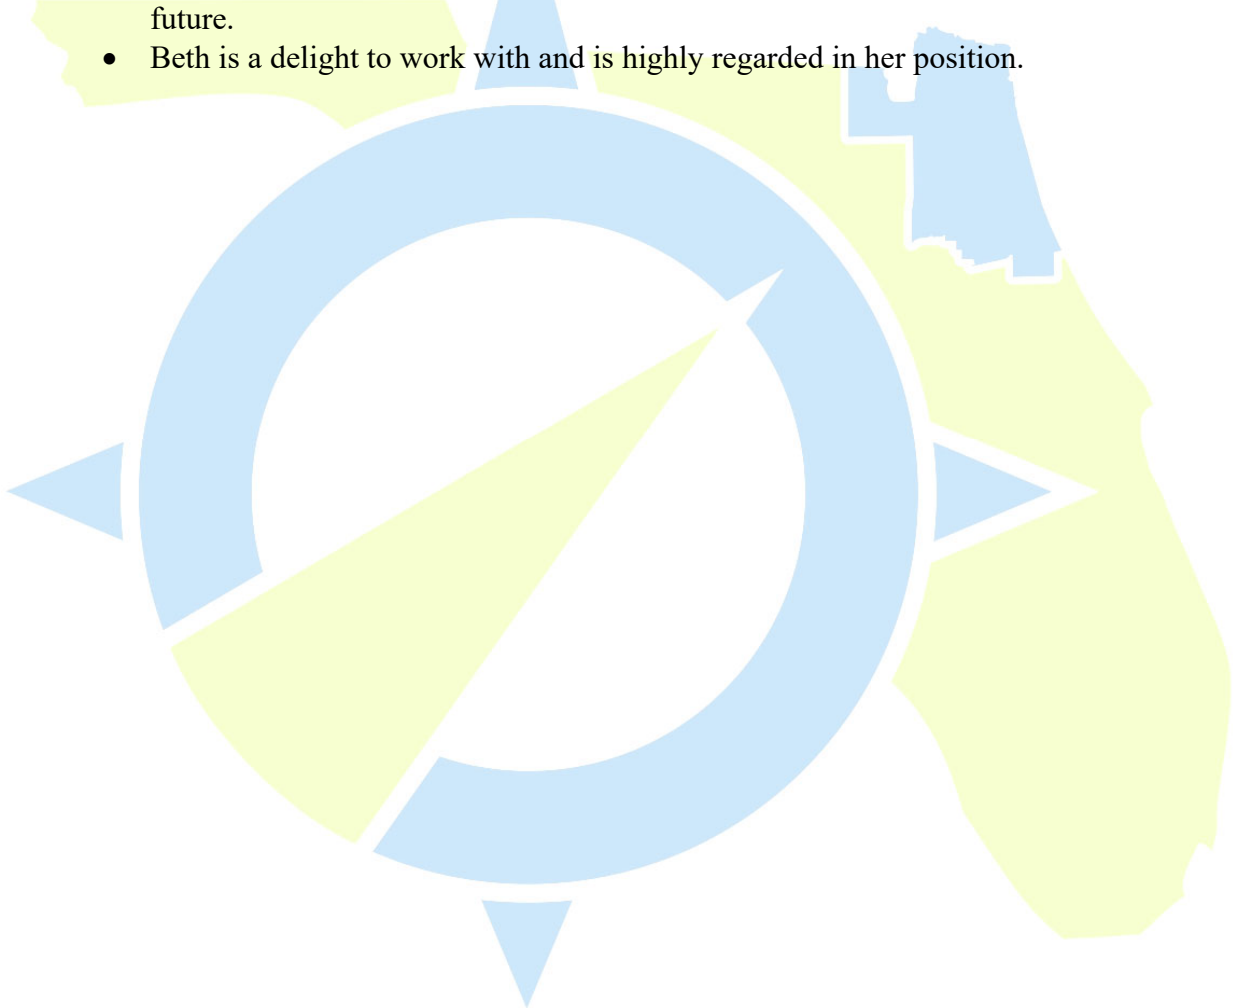 future.
• Beth is a delight to work with and is highly regarded in her position.